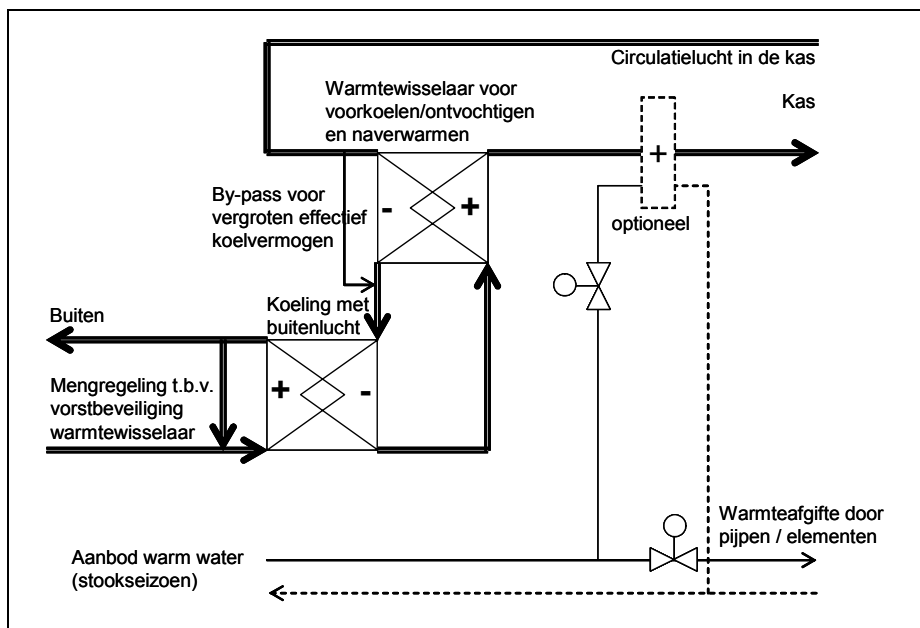 Circulatielucht in de kas
Warmtewisselaar voor
voorkoelen/ontvochtigen
en naverwarmen
Kas
+
By-pass voor
vergroten effectief
koelvermogen
- +
optioneel
Koeling met
buitenlucht
Buiten
+ -
Mengregeling t.b.v.
vorstbeveiliging
warmtewisselaar
Warmteafgifte door
pijpen / elementen
Aanbod warm water
(stookseizoen)